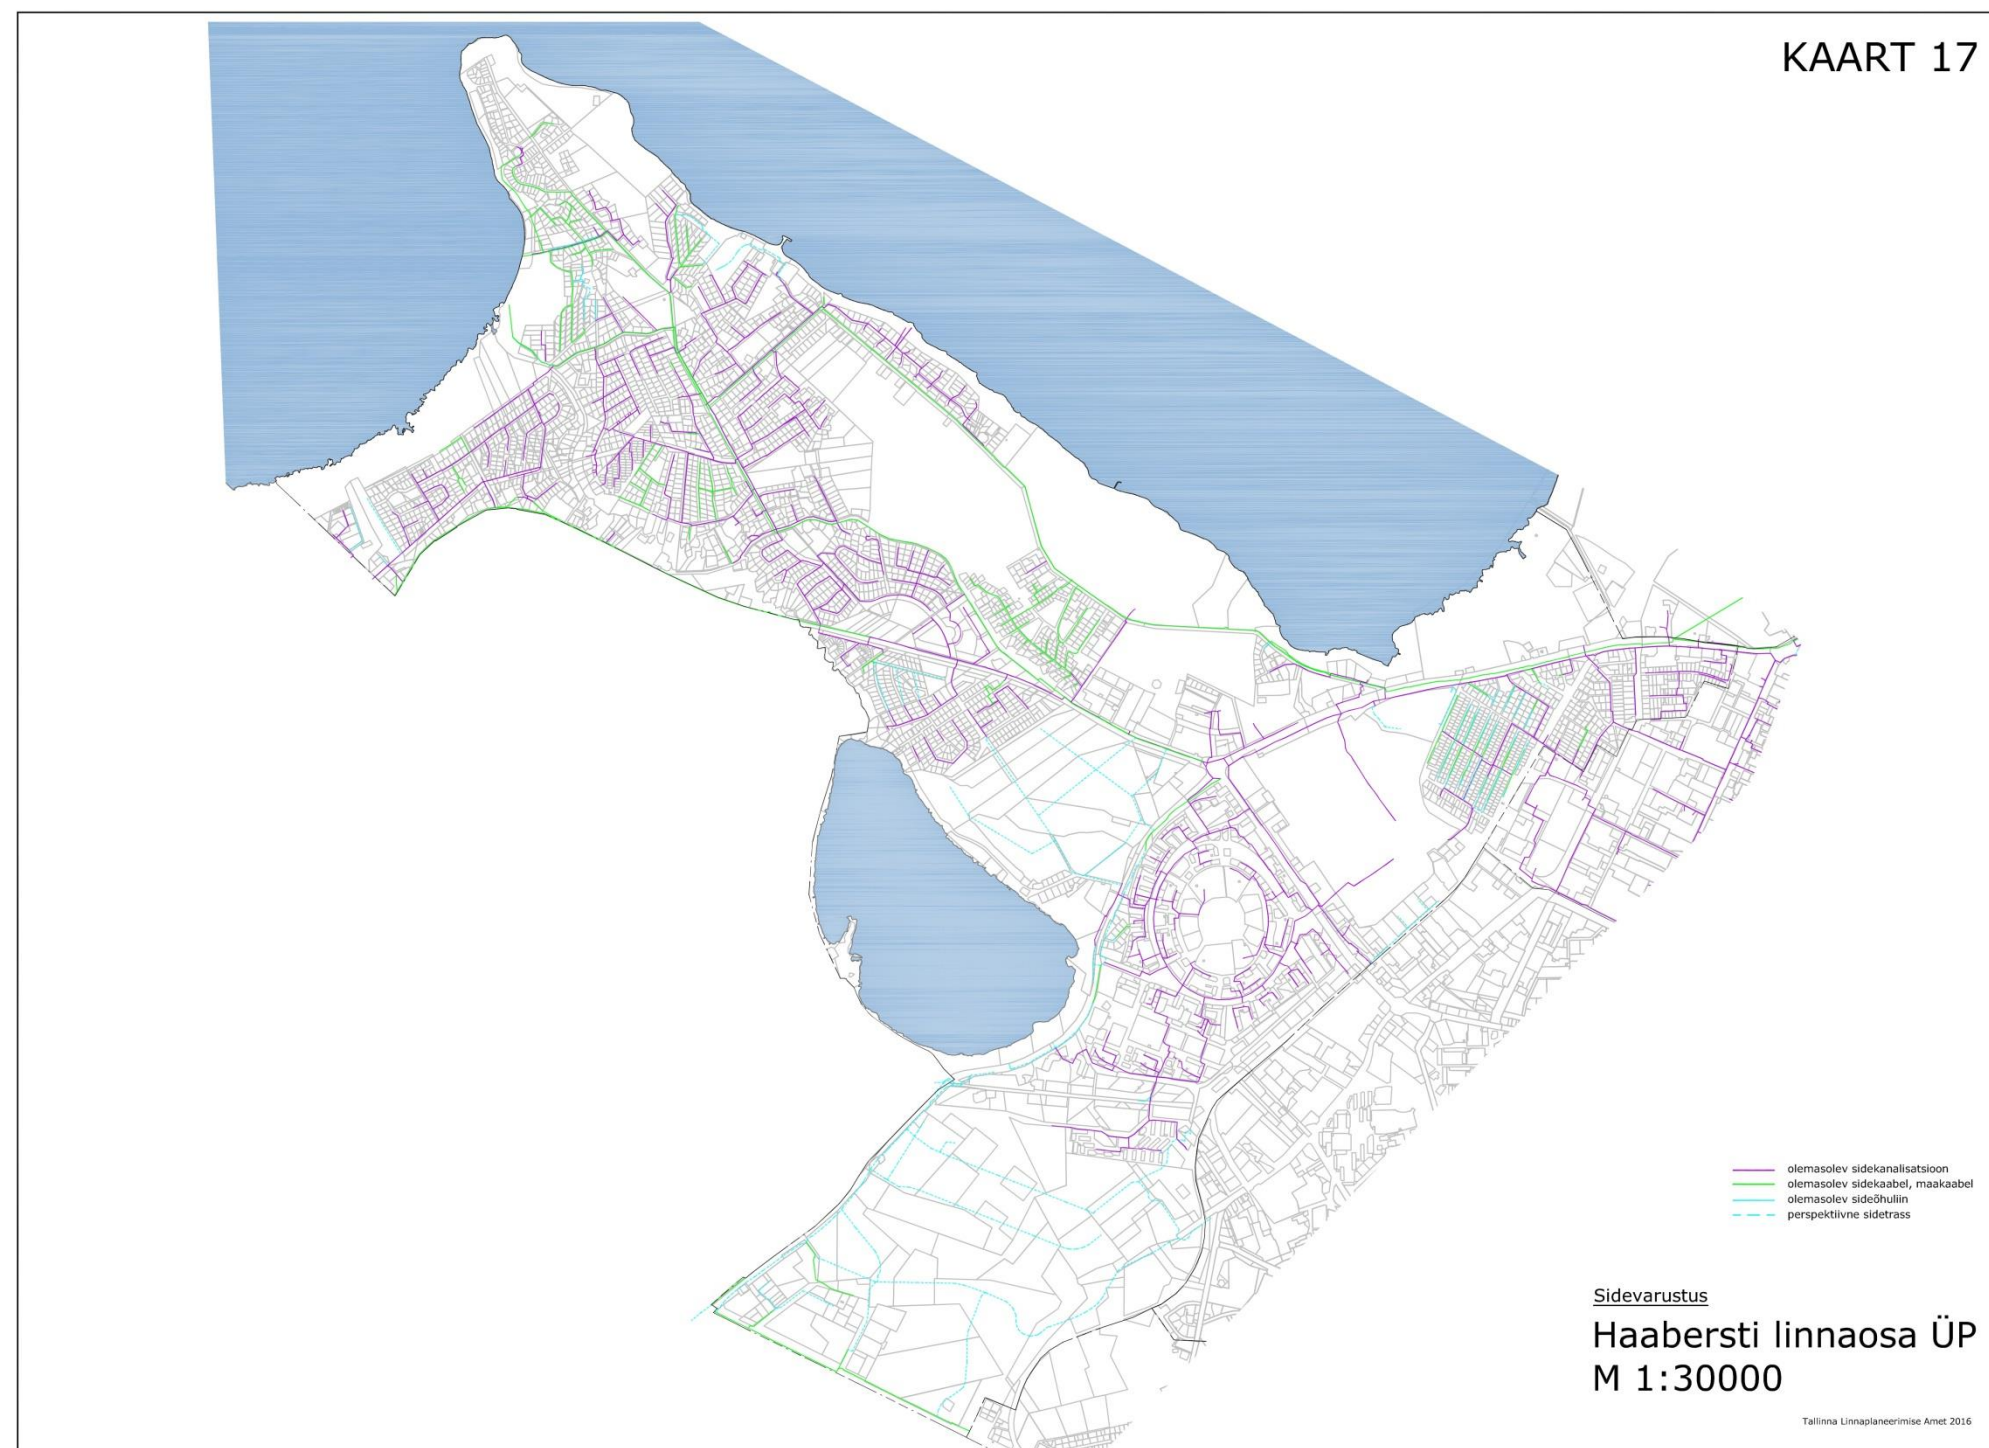 KAART 17
olemasolev sidekanalisatsioon
olemasolev sidekaabel, maakaabel
olemasolev sideõhuliin
perspektiivne sidetrass
Sidevarustus
Haabersti linnaosa ÜP
M 1:30000
Tallinna Linnaplaneerimise Amet 2016